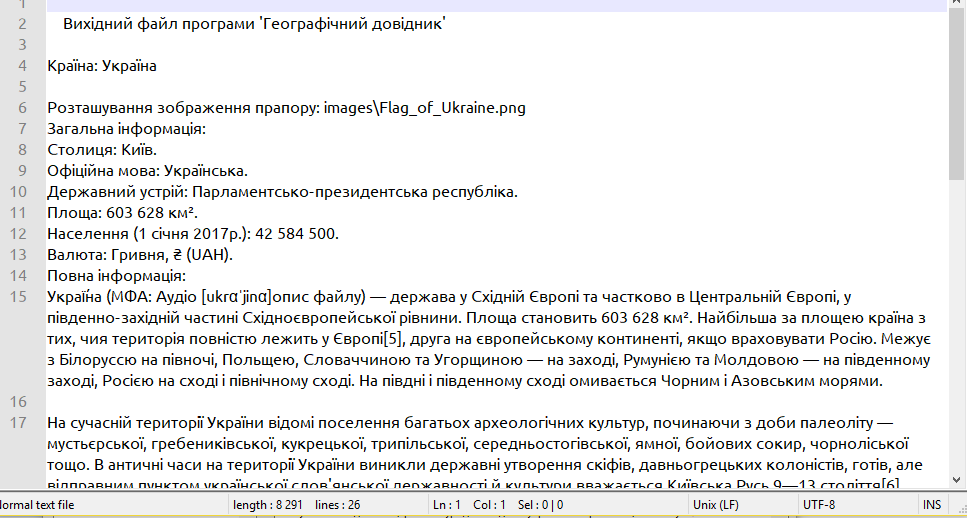 1
2 Вихідний файл програми 'Географічний довідник'
3
4 Країна: Україна
5
6 Розташування зображення прапору: images\Flag_of_Ukraine.png
7 Загальна інформація:
8 Столиця: Київ.
9 Офіційна мова: Українська.
10 Державний устрій: Парламентсько-президентська республіка.
11 Площа: 603 628 км².
12 Населення (1 січня 2017р.): 42 584 500.
13 Валюта: Гривня, ₴ (UAH).
14 Повна інформація:
15 Украї́на (МФА: Аудіо [ukrɑˈjinɑ]опис файлу) — держава у Східній Європі та частково в Центральній Європі, у
південно-західній частині Східноєвропейської рівнини. Площа становить 603 628 км². Найбільша за площею країна з
тих, чия територія повністю лежить у Європі[5], друга на європейському континенті, якщо враховувати Росію. Межує
з Білоруссю на півночі, Польщею, Словаччиною та Угорщиною — на заході, Румунією та Молдовою — на південному
заході, Росією на сході і північному сході. На півдні і південному сході омивається Чорним і Азовським морями.
16
17 На сучасній території України відомі поселення багатьох археологічних культур, починаючи з доби палеоліту —
мустьєрської, гребениківської, кукрецької, трипільської, середньостогівської, ямної, бойових сокир, чорноліської
тощо. В античні часи на території України виникли державні утворення скіфів, давньогрецьких колоністів, готів, але
відправним пунктом української слов'янської державності й культури вважається Київська Русь 9—13 століття[6].
ormal text file length : 8 291 lines : 26 Ln : 1 Col : 1 Sel : 0 | 0 Unix (LF) UTF-8 INS